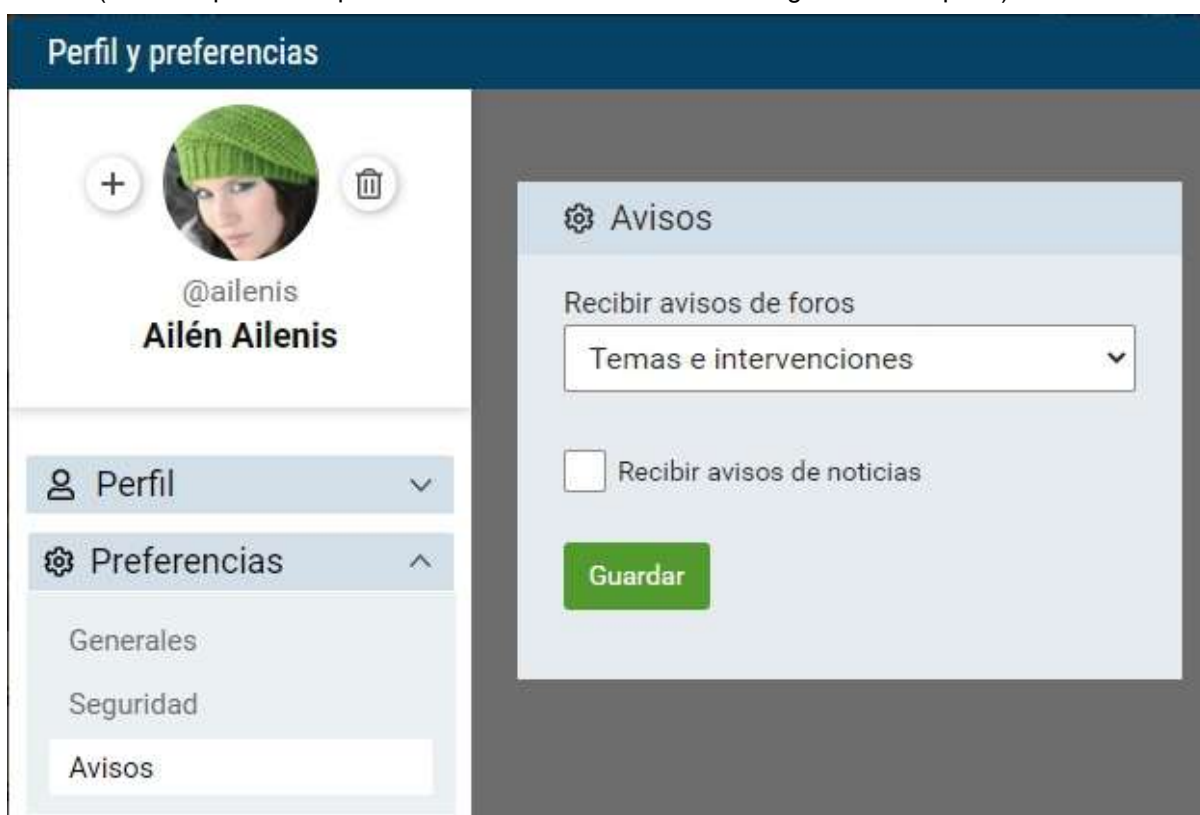 Perfil y preferencias
@ailenis
Ailén Ailenis
Perfil
Preferencias
Generales
Seguridad
Avisos
Avisos
Recibir avisos de foros
Temas e intervenciones
Recibir avisos de noticias
Guardar